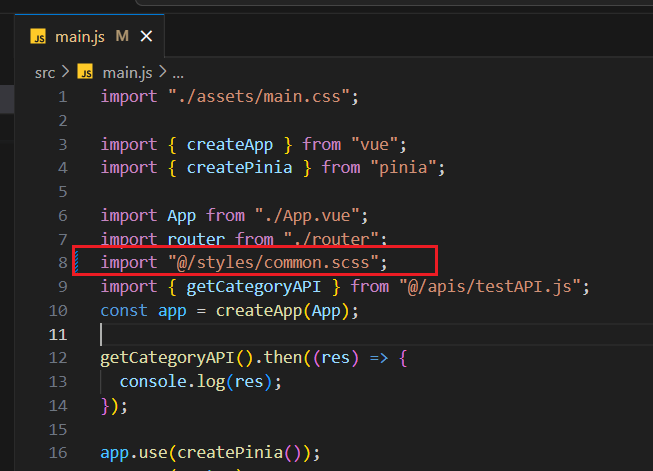 JS main.js M ×
src > JS main.js > ...
1 import "./assets/main.css";
2
3 import { createApp } from "vue";
4 import { createPinia } from "pinia";
5
6 import App from "./App.vue";
7 import router from "./router";
8 import "@/styles/common.scss";
9 import { getCategoryAPI } from "@/apis/testAPI.js";
10 const app = createApp(App);
11
12 getCategoryAPI().then((res) => {
13 console.log(res);
14 });
15
16 app.use(createPinia());